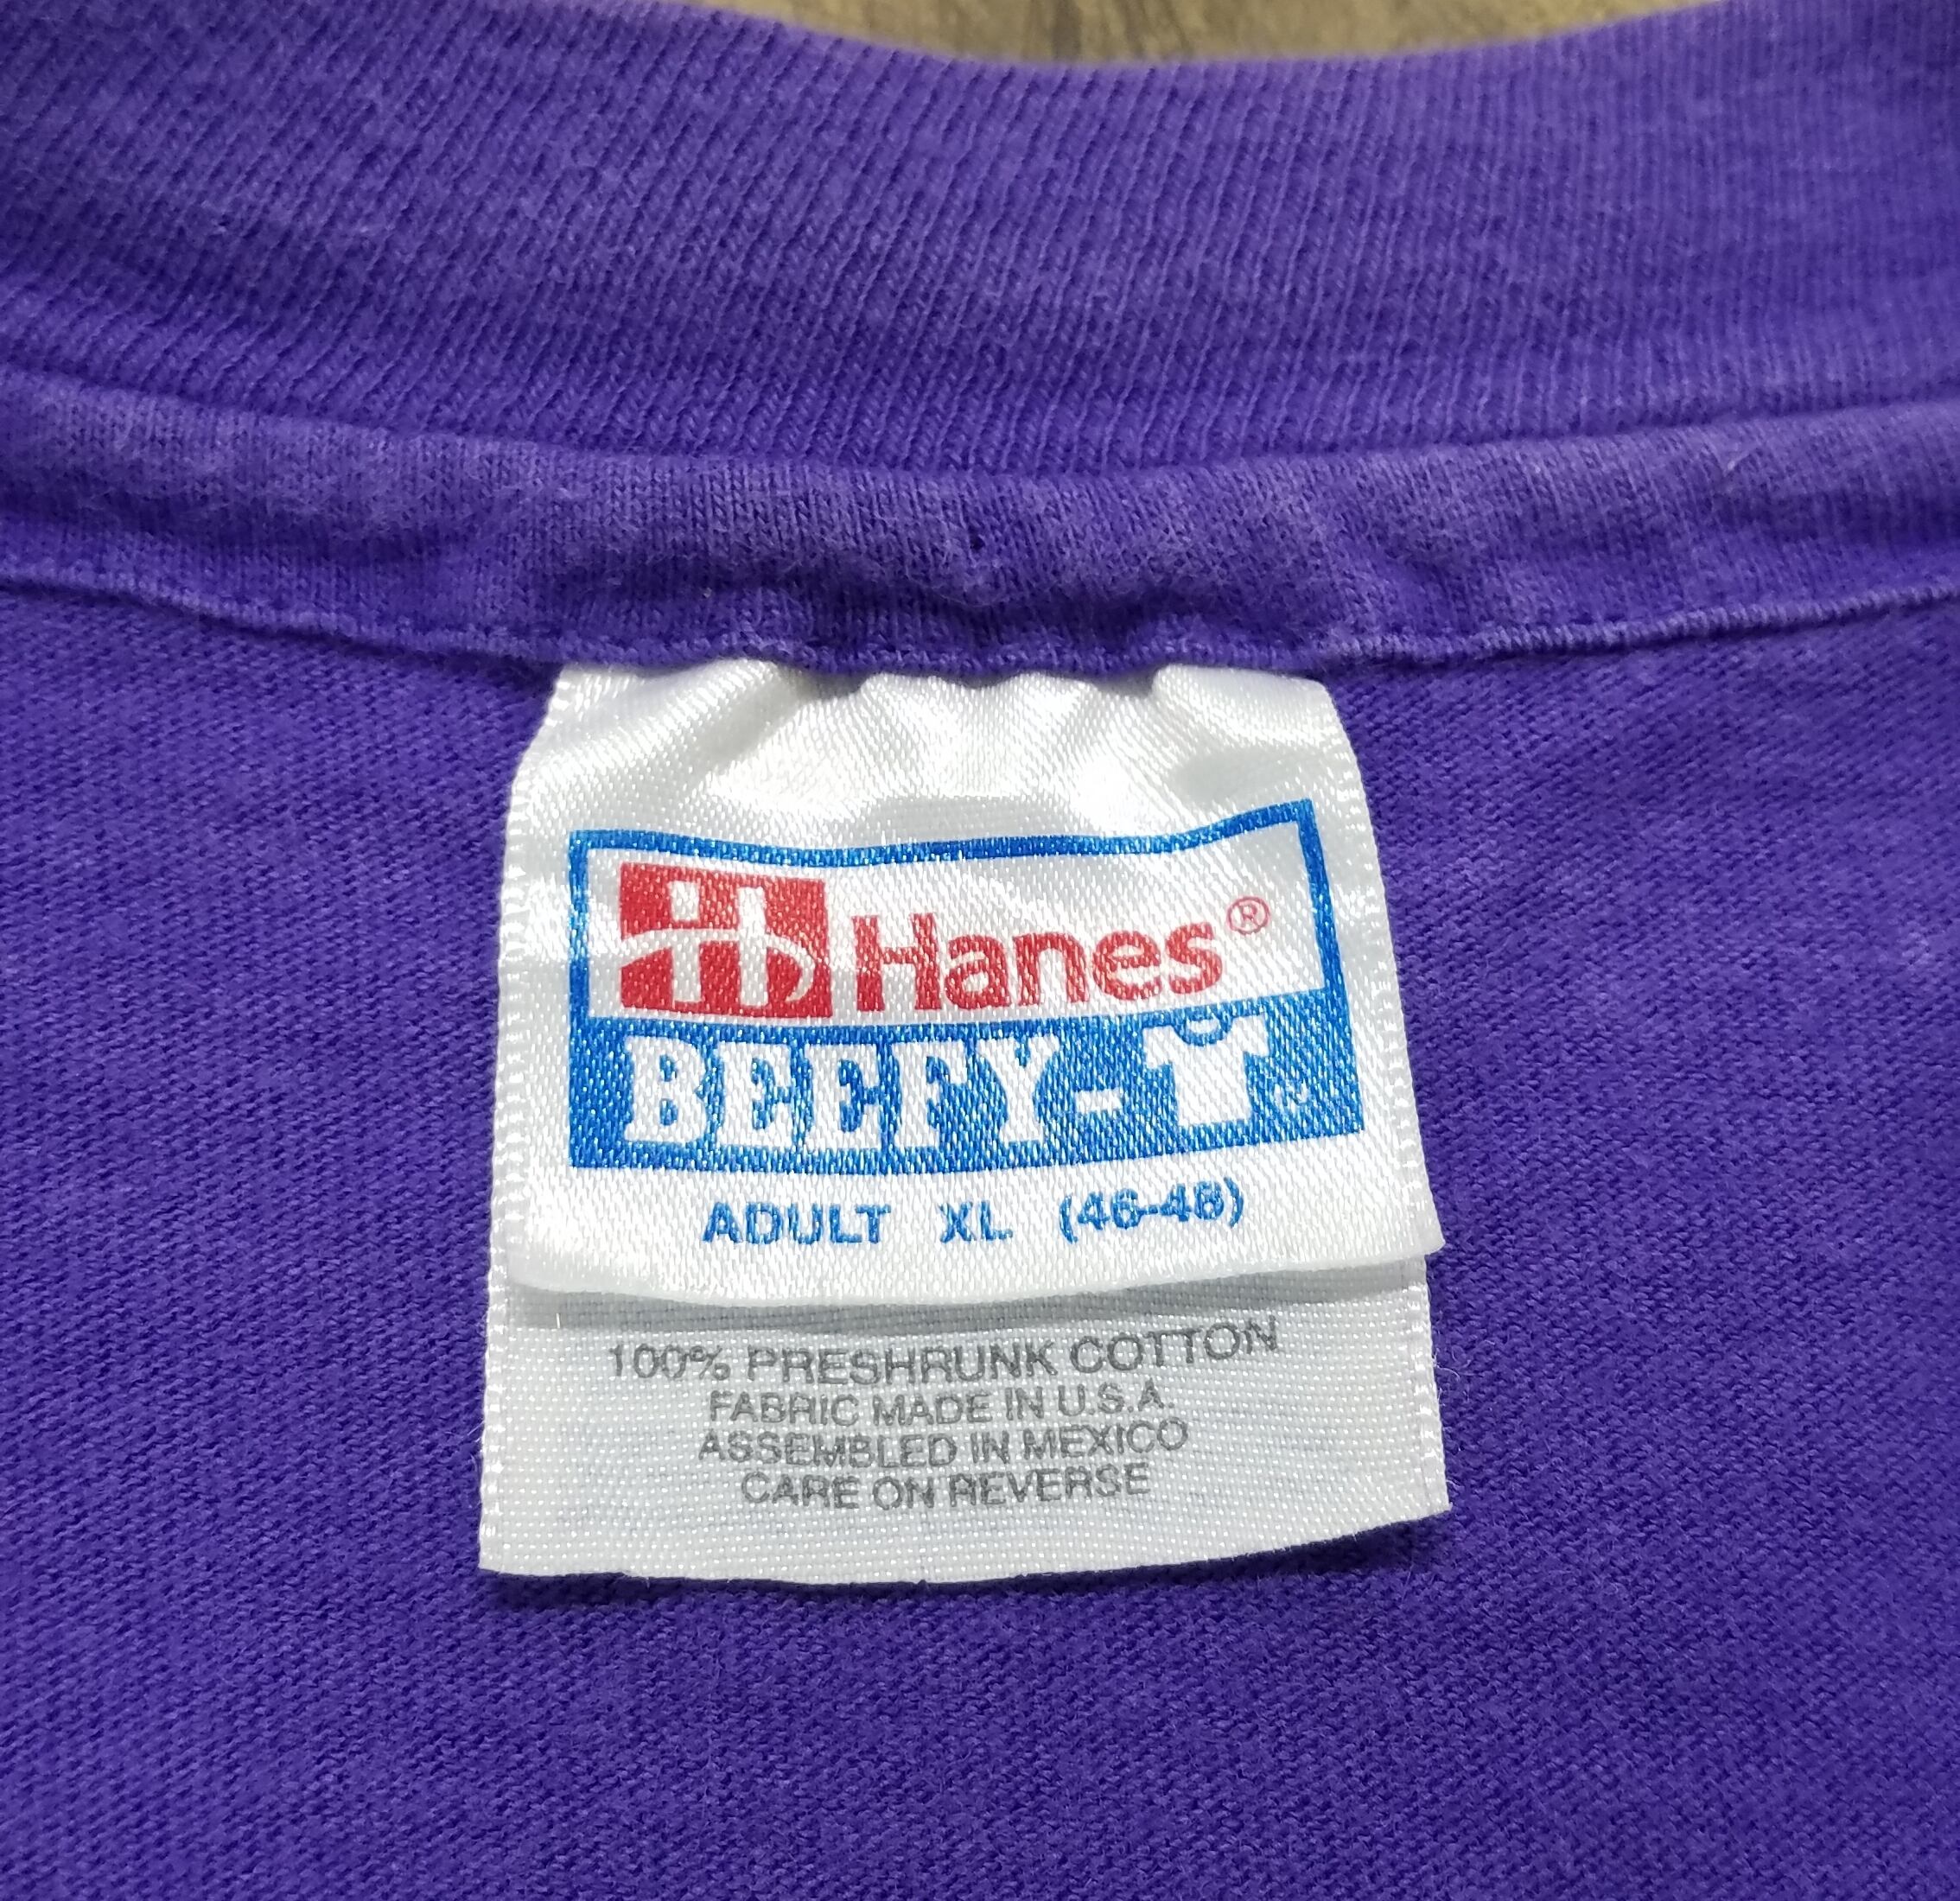 Hanes®
BEEFY-T
ADULT XL (46-48)
100% PRESHRUNK COTTON
FABRIC MADE IN U.S.A.
ASSEMBLED IN MEXICO
CARE ON REVERSE